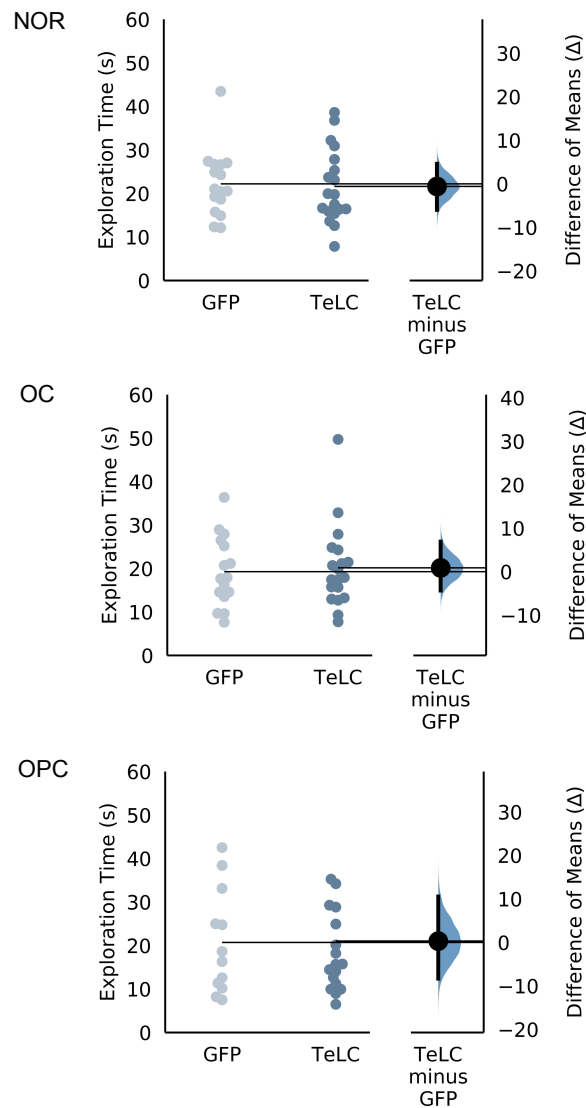 NOR
60
50
40
30
20
10
0
Exploration Time (s)
30
20
10
0
−10
−20
Difference of Means (Δ)
GFP
TeLC
TeLC
minus
GFP
OC
60
50
40
30
20
10
0
Exploration Time (s)
40
30
20
10
0
−10
Difference of Means (Δ)
GFP
TeLC
TeLC
minus
GFP
OPC
60
50
40
30
20
10
0
Exploration Time (s)
30
20
10
0
−10
−20
Difference of Means (Δ)
GFP
TeLC
TeLC
minus
GFP